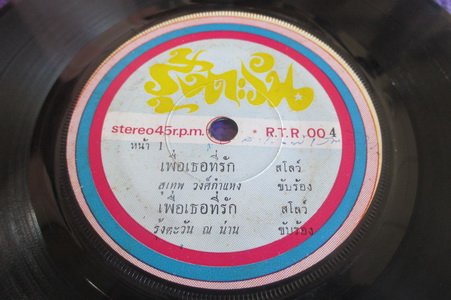 รุ้งตะวัน
stereo45r.p.m. R.T.R.004
หน้า 1
เพื่อเธอที่รัก สโลว์
สุเทพ วงศ์กำแหง ขับร้อง
เพื่อเธอที่รัก สโลว์
รุ้งตะวัน ณ น่าน ขับร้อง